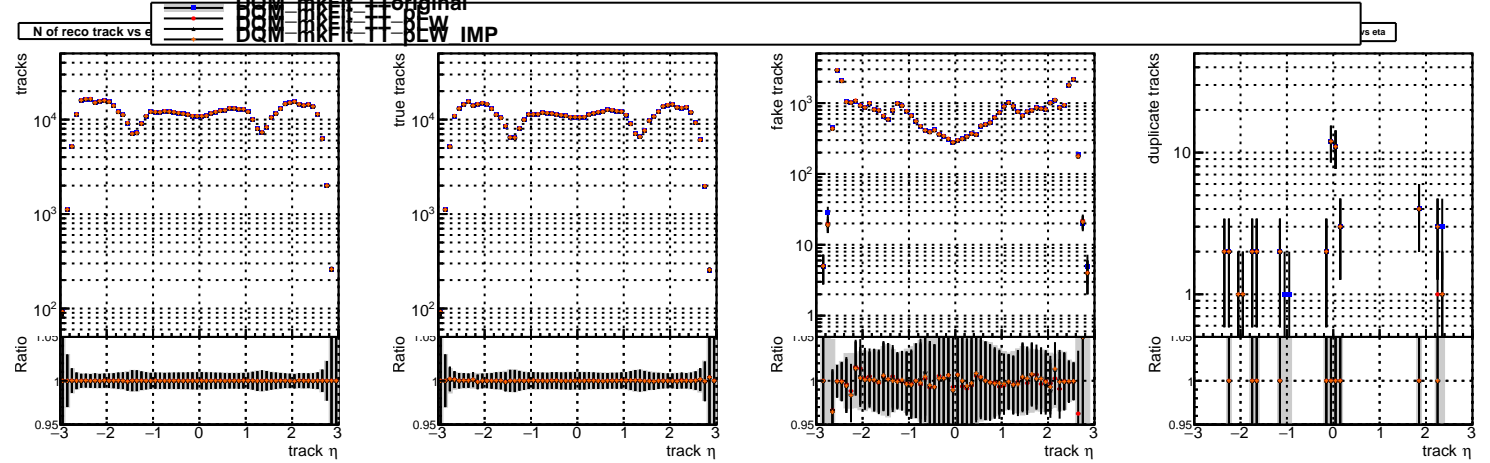 DQM_mkFit_TToriginal
DQM_mkFit_TT_pLW
DQM_mkFit_TT_pLW_IMP
N of reco track vs e
vs eta
tracks
10⁴
10³
10²
Ratio
1.05
1
0.95
−3 −2 −1 0 1 2 3
track η
true tracks
10⁴
10³
10²
Ratio
1.05
1
0.95
−3 −2 −1 0 1 2 3
track η
fake tracks
10³
10²
10
1
Ratio
1.05
1
0.95
−3 −2 −1 0 1 2 3
track η
duplicate tracks
10
1
Ratio
1.05
1
0.95
−3 −2 −1 0 1 2 3
track η